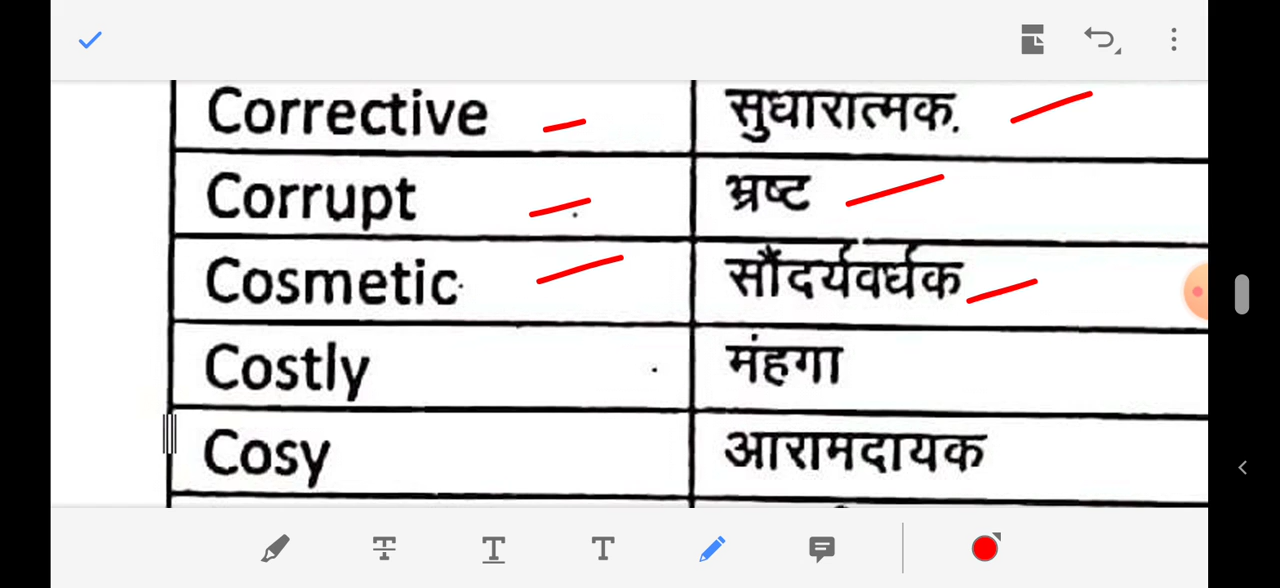 Corrective सुधारात्मक.
Corrupt भ्रष्ट
Cosmetic सौंदर्यवर्धक
Costly मंहगा
Cosy आरामदायक